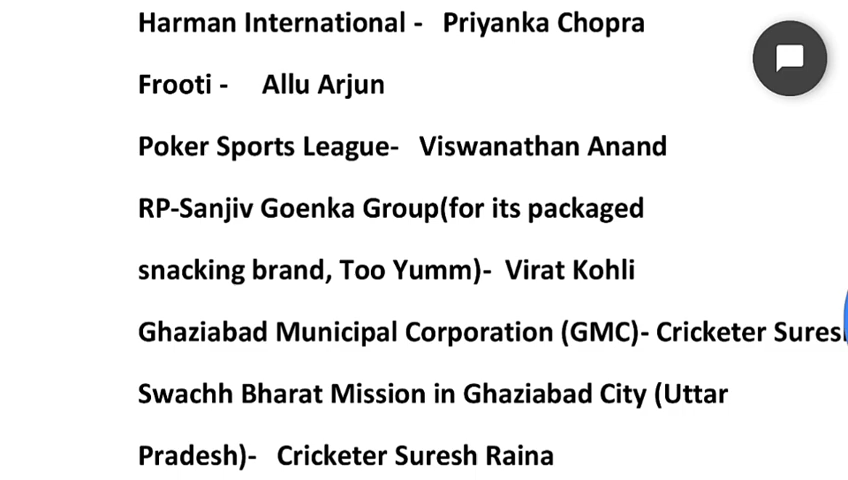 Harman International - Priyanka Chopra
Frooti - Allu Arjun
Poker Sports League- Viswanathan Anand
RP-Sanjiv Goenka Group(for its packaged
snacking brand, Too Yumm)- Virat Kohli
Ghaziabad Municipal Corporation (GMC)- Cricketer
Swachh Bharat Mission in Ghaziabad City (Uttar
Pradesh)- Cricketer Suresh Raina